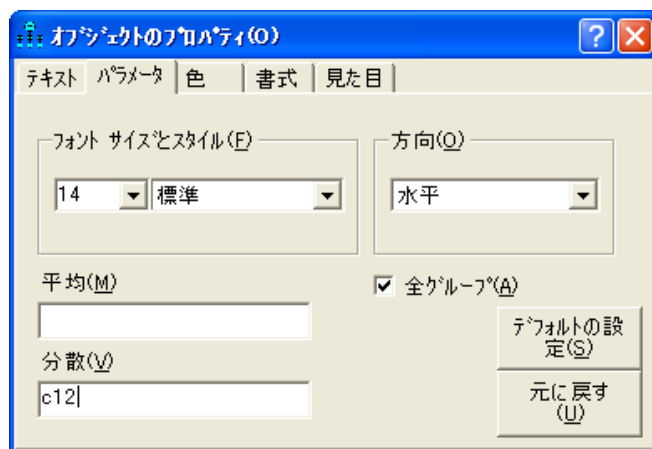 ｵﾌﾞｼﾞｪｸﾄのﾌﾟﾛﾊﾟﾃｨ(O)
ﾃｷｽﾄ ﾊﾟﾗﾒｰﾀ 色 書式 見た目
ﾌｫﾝﾄ ｻｲｽﾞとｽﾀｲﾙ(F) 方向(O)
14 標準 水平
平均(M) 全ｸﾞﾙｰﾌﾟ(A)
ﾃﾞﾌｫﾙﾄの設
定(S)
分散(V)
c12
元に戻す
(U)